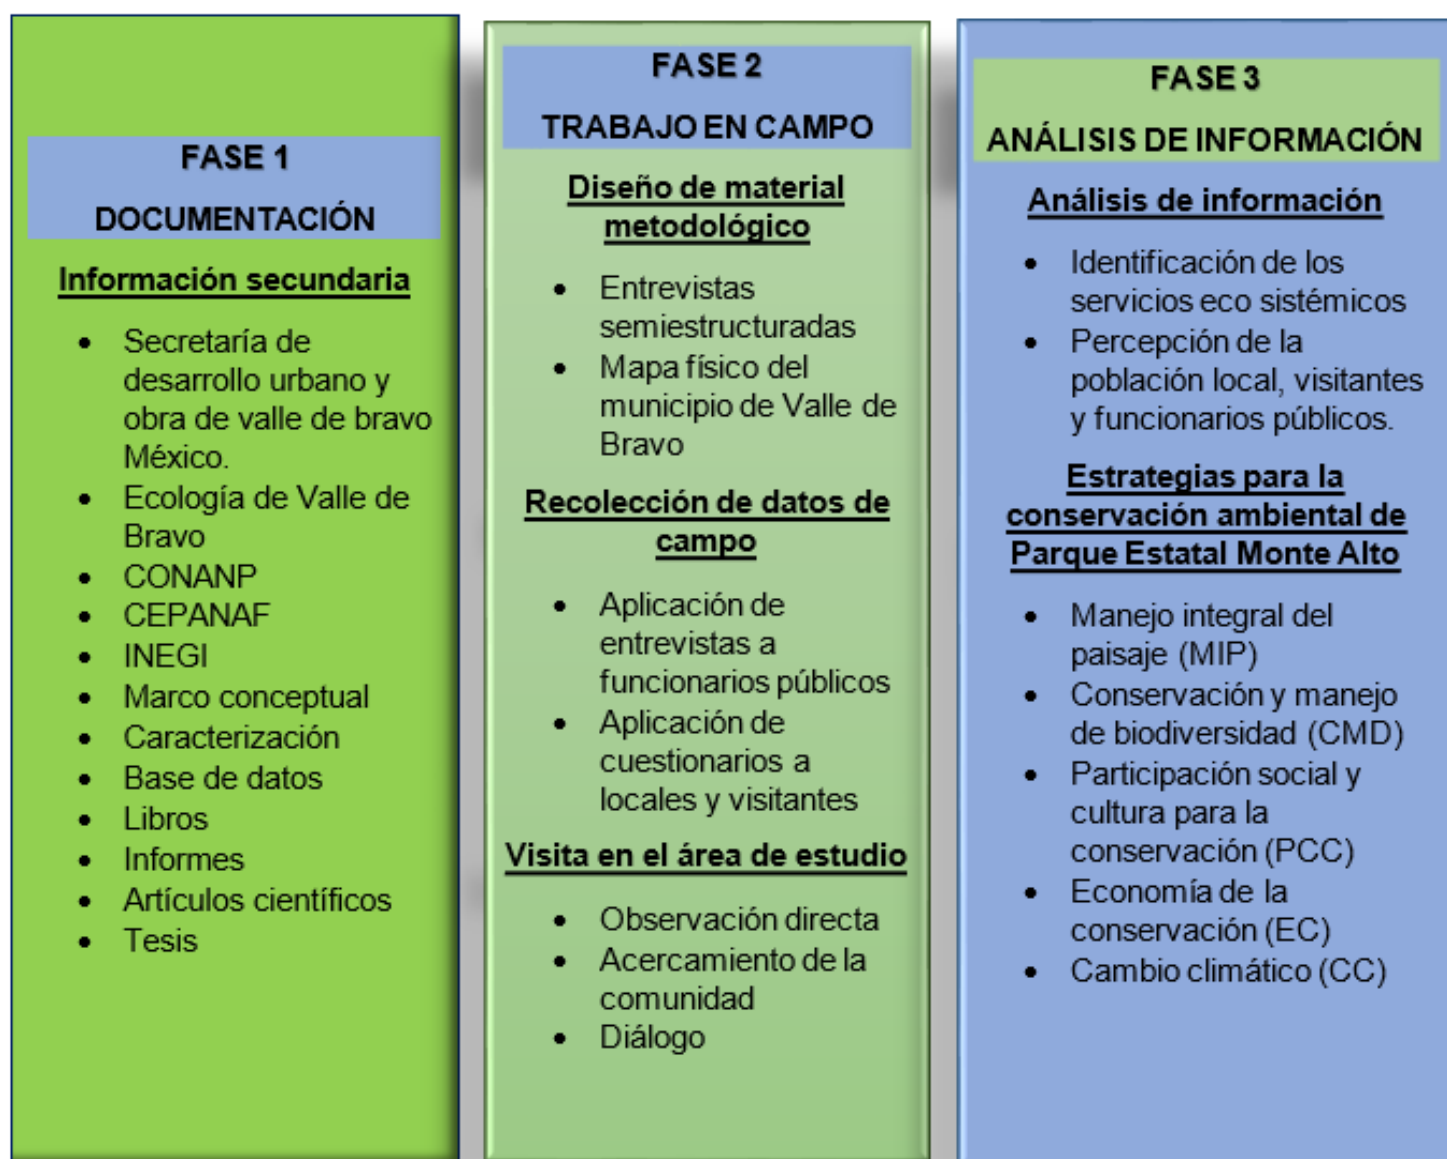 FASE 1
DOCUMENTACIÓN
Información secundaria
• Secretaría de
desarrollo urbano y
obra de valle de bravo
México.
• Ecología de Valle de
Bravo
• CONANP
• CEPANAF
• INEGI
• Marco conceptual
• Caracterización
• Base de datos
• Libros
• Informes
• Artículos científicos
• Tesis
FASE 2
TRABAJO EN CAMPO
Diseño de material
metodológico
• Entrevistas
semiestructuradas
• Mapa físico del
municipio de Valle de
Bravo
Recolección de datos de
campo
• Aplicación de
entrevistas a
funcionarios públicos
• Aplicación de
cuestionarios a
locales y visitantes
Visita en el área de estudio
• Observación directa
• Acercamiento de la
comunidad
• Diálogo
FASE 3
ANÁLISIS DE INFORMACIÓN
Análisis de información
• Identificación de los
servicios eco sistémicos
• Percepción de la
población local, visitantes
y funcionarios públicos.
Estrategias para la
conservación ambiental de
Parque Estatal Monte Alto
• Manejo integral del
paisaje (MIP)
• Conservación y manejo
de biodiversidad (CMD)
• Participación social y
cultura para la
conservación (PCC)
• Economía de la
conservación (EC)
• Cambio climático (CC)